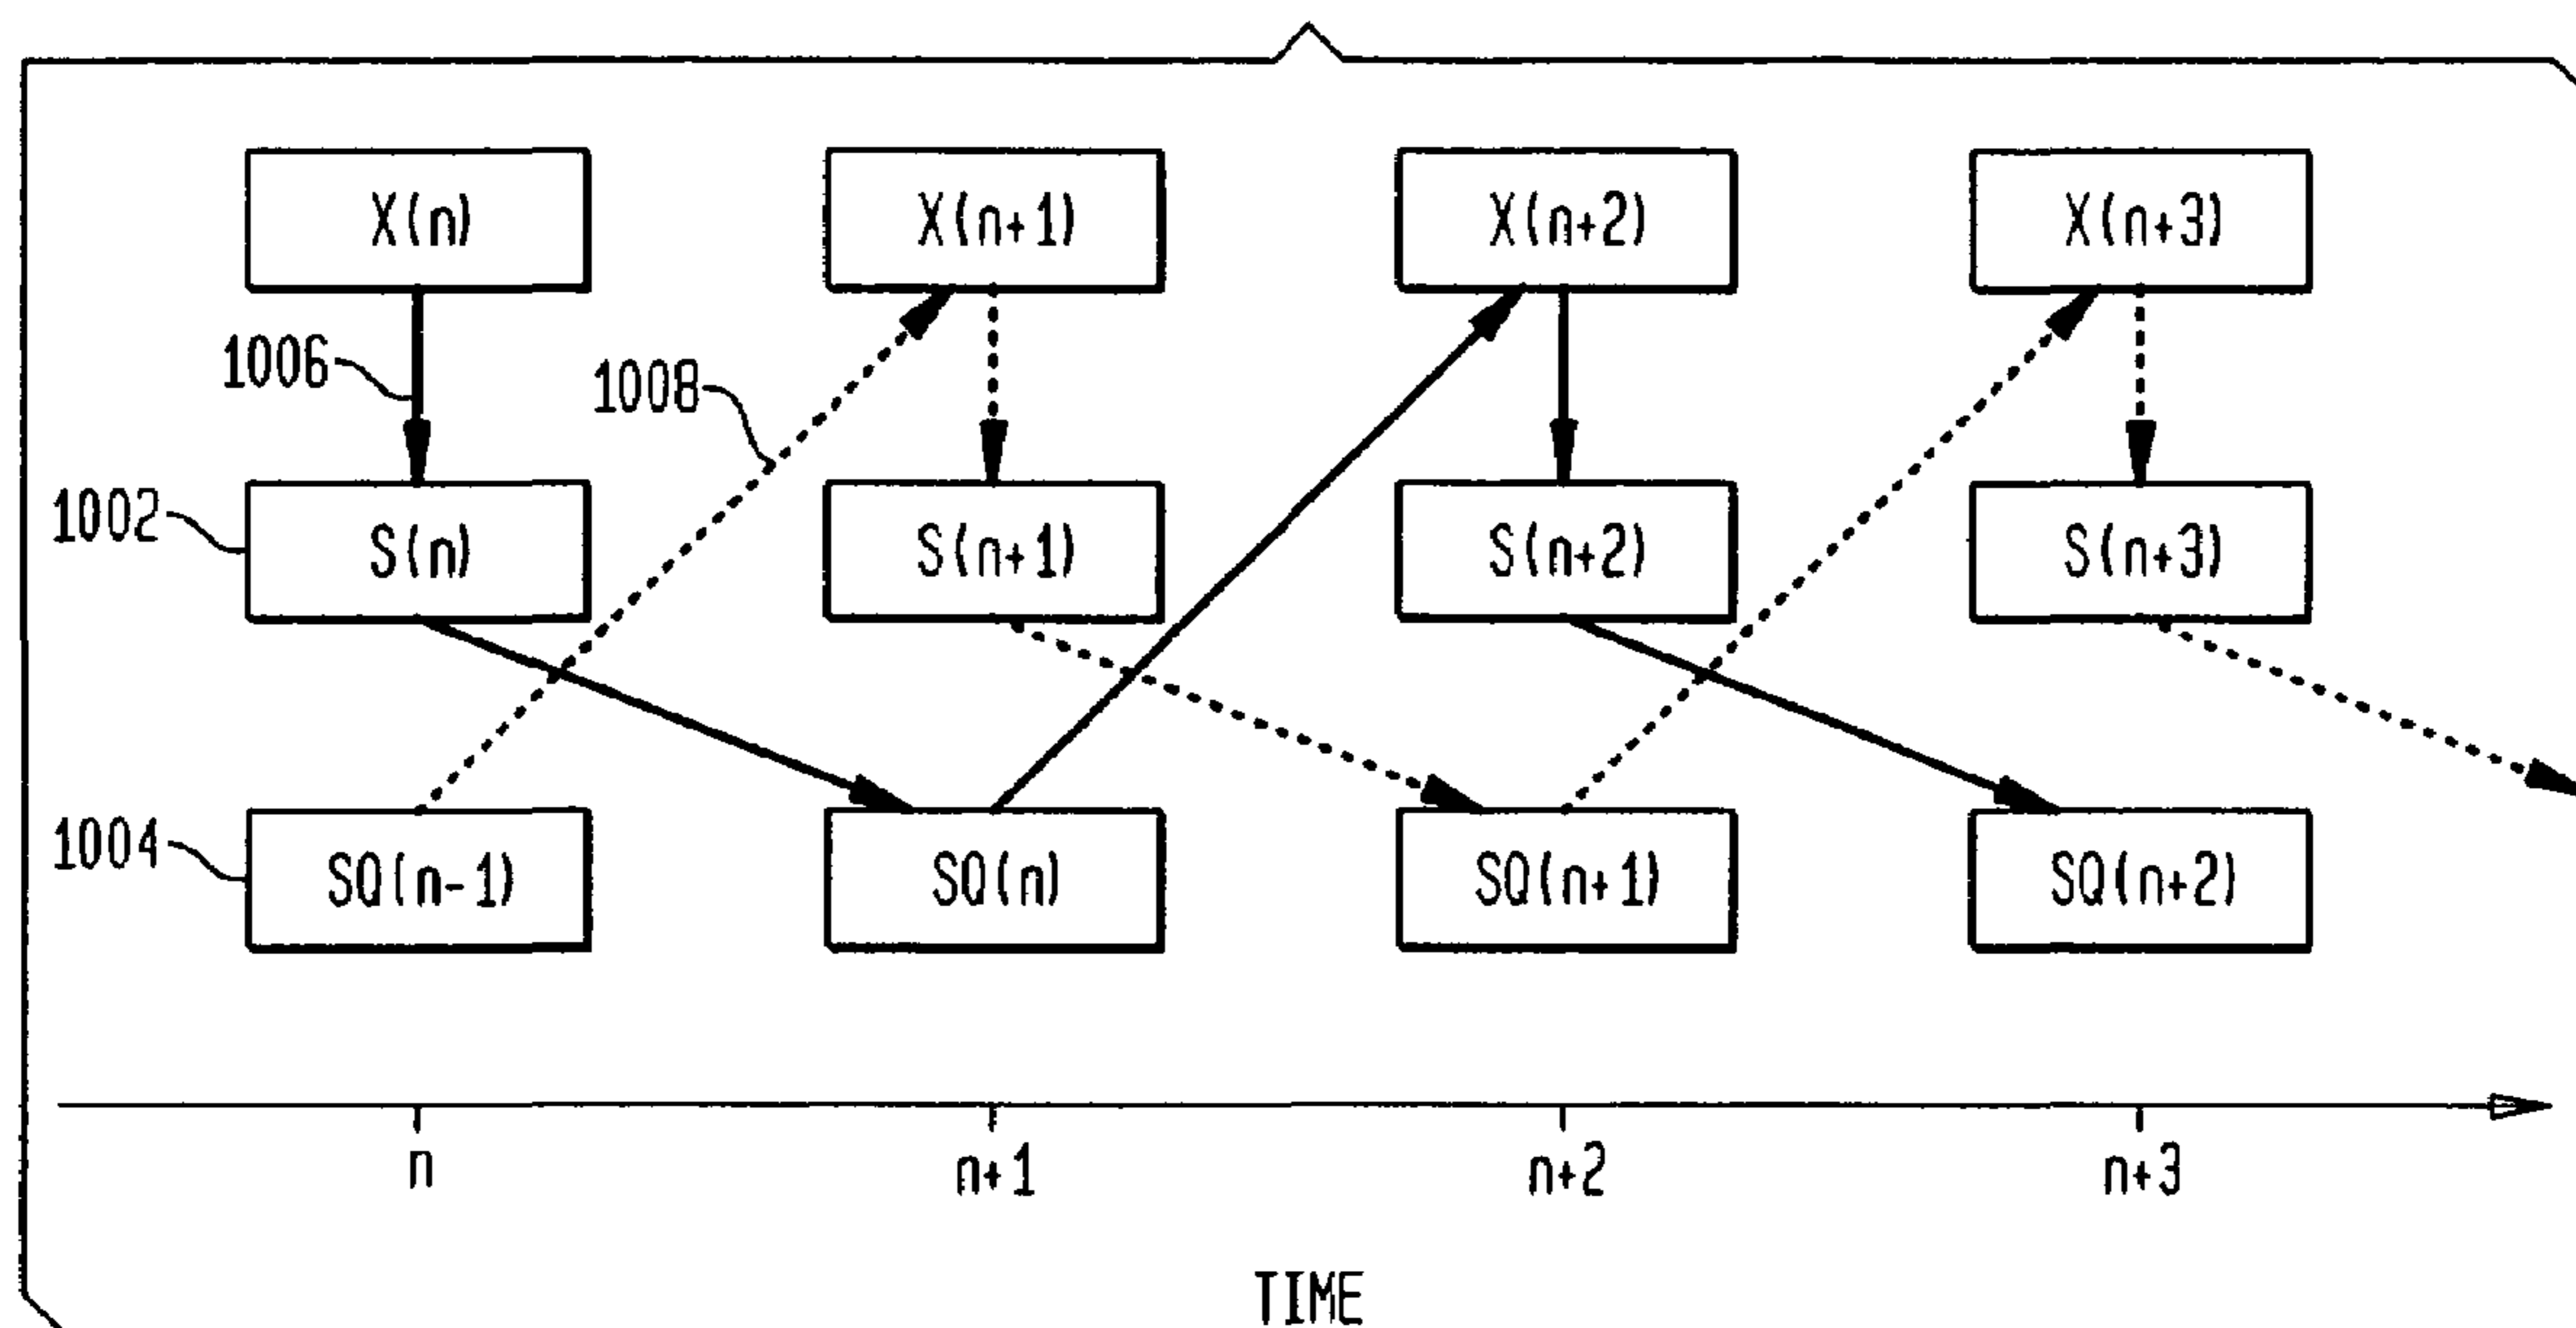 X(n) X(n+1) X(n+2) X(n+3)
1006 1008
1002 S(n) S(n+1) S(n+2) S(n+3)
1004 SQ(n-1) SQ(n) SQ(n+1) SQ(n+2)
n n+1 n+2 n+3
TIME